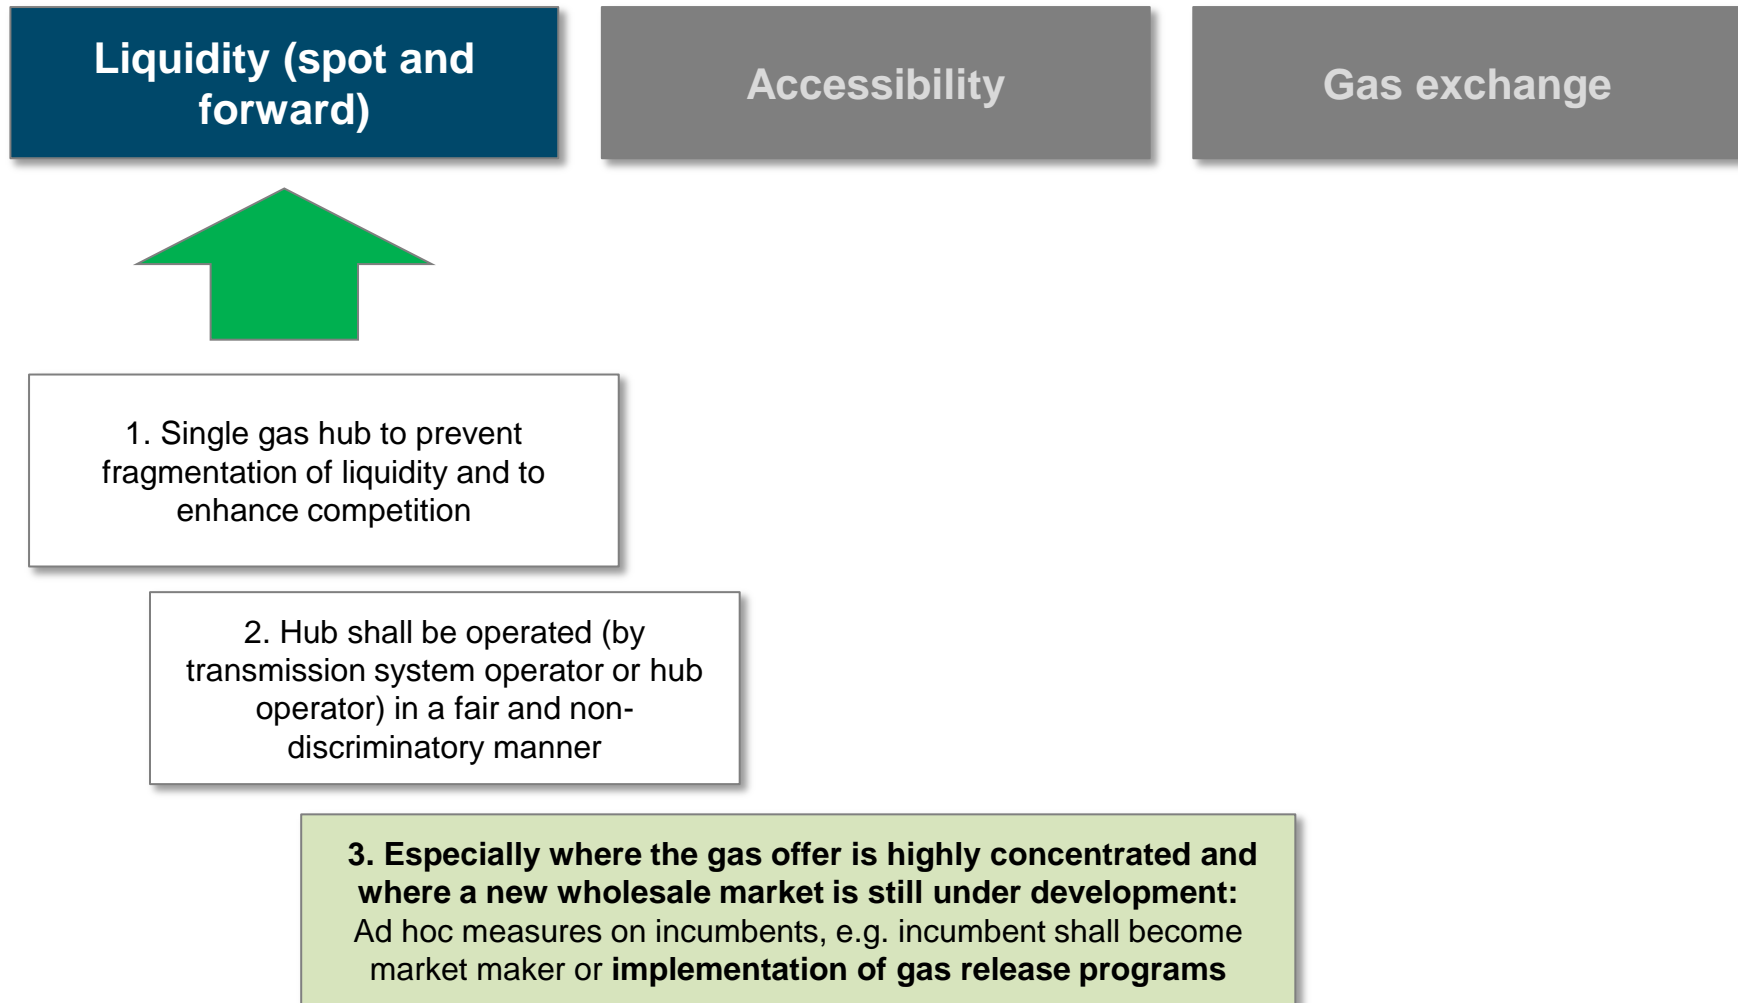 Liquidity (spot and
forward)
Accessibility
Gas exchange
1. Single gas hub to prevent
fragmentation of liquidity and to
enhance competition
2. Hub shall be operated (by
transmission system operator or hub
operator) in a fair and non-
discriminatory manner
3. Especially where the gas offer is highly concentrated and
where a new wholesale market is still under development:
Ad hoc measures on incumbents, e.g. incumbent shall become
market maker or implementation of gas release programs